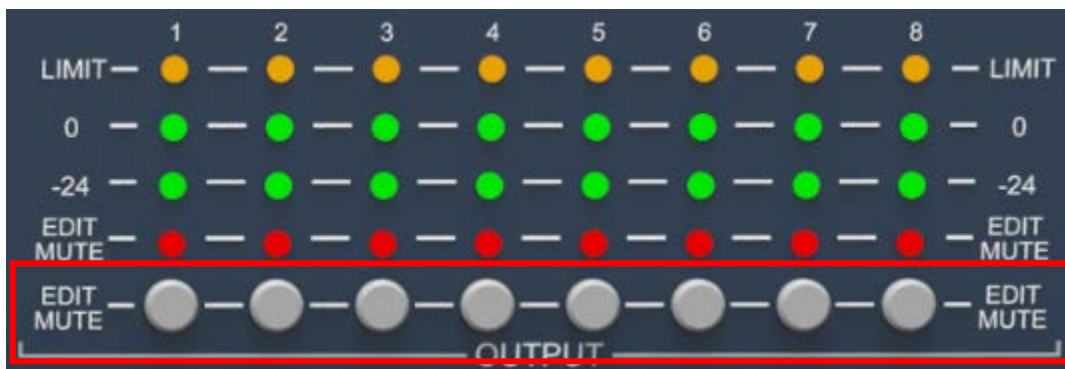 1 2 3 4 5 6 7 8
LIMIT LIMIT
0 0
-24 -24
EDIT MUTE EDIT MUTE
EDIT MUTE EDIT MUTE
OUTPUT